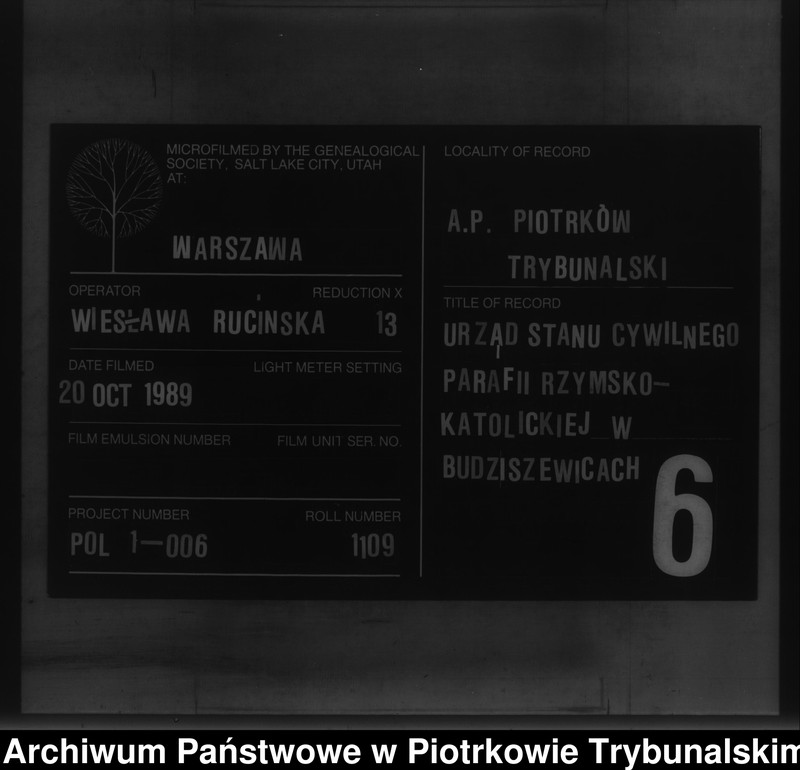 MICROFILMED BY THE GENEALOGICAL
SOCIETY, SALT LAKE CITY, UTAH
AT:
WARSZAWA
OPERATOR REDUCTION X
WIESŁAWA RUCIŃSKA 13
DATE FILMED LIGHT METER SETTING
20 OCT 1989
FILM EMULSION NUMBER FILM UNIT SER. NO.
PROJECT NUMBER ROLL NUMBER
POL 1—006 1109
LOCALITY OF RECORD
A.P. PIOTRKÒW
TRYBUNALSKI
TITLE OF RECORD
URZĄD STANU CYWILNEGO
PARAFII RZYMSKO—
KATOLICKIEJ W
BUDZISZEWICACH
6
Archiwum Państwowe w Piotrkowie Trybunalskim